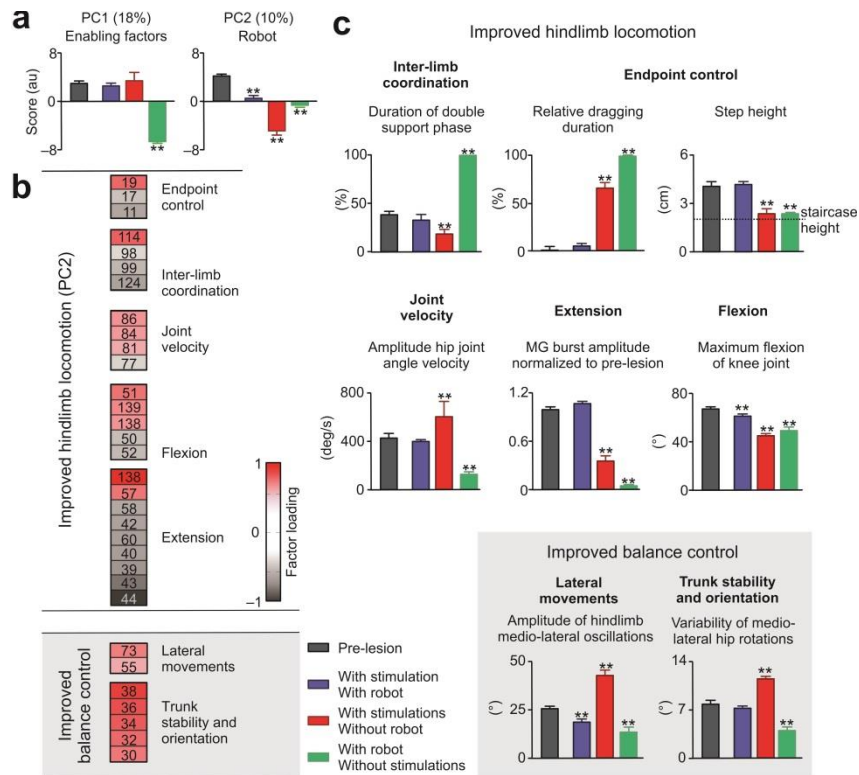 a
PC1 (18%)
Enabling factors
PC2 (10%)
Robot
Score (au)
8
0
–8
**
8
0
–8
**
**
**
b
Improved hindlimb locomotion (PC2)
19
17
11
Endpoint
control
114
98
99
124
Inter-limb
coordination
86
84
81
77
Joint
velocity
51
139
138
50
52
Flexion
138
57
58
42
60
40
39
43
44
Extension
1
0
–1
Factor loading
Improved
balance control
73
55
Lateral
movements
38
36
34
32
30
Trunk
stability and
orientation
c
Improved hindlimb locomotion
Inter-limb
coordination
Duration of double
support phase
(%)
100
50
0
**
**
Endpoint control
Relative dragging
duration
(%)
100
50
0
**
**
Step height
(cm)
6
3
0
**
**
staircase
height
Joint
velocity
Amplitude hip joint
angle velocity
(deg/s)
800
400
0
**
**
Extension
MG burst amplitude
normalized to pre-lesion
1.2
0.6
0
**
**
Flexion
Maximum flexion
of knee joint
(°)
80
40
0
**
**
**
Pre-lesion
With stimulation
With robot
With stimulations
Without robot
With robot
Without stimulations
Improved balance control
Lateral
movements
Amplitude of hindlimb
medio-lateral oscillations
(°)
50
25
0
**
**
**
Trunk stability
and orientation
Variability of medio-
lateral hip rotations
(°)
14
7
0
**
**